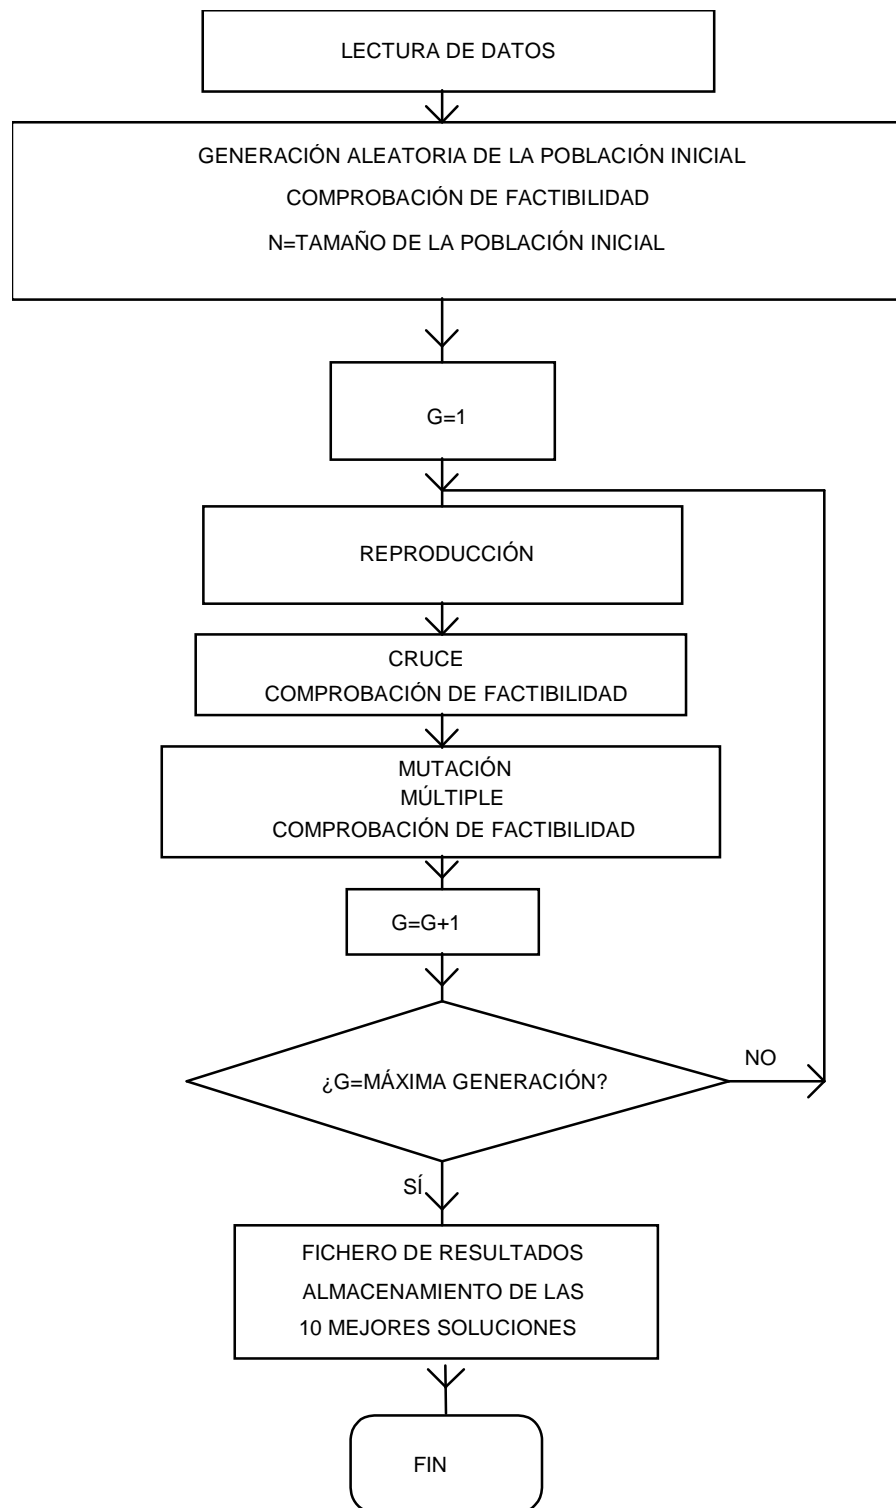 LECTURA DE DATOS
GENERACIÓN ALEATORIA DE LA POBLACIÓN INICIAL
COMPROBACIÓN DE FACTIBILIDAD
N=TAMAÑO DE LA POBLACIÓN INICIAL
G=1
REPRODUCCIÓN
CRUCE
COMPROBACIÓN DE FACTIBILIDAD
MUTACIÓN
MÚLTIPLE
COMPROBACIÓN DE FACTIBILIDAD
G=G+1
¿G=MÁXIMA GENERACIÓN?
NO
SÍ
FICHERO DE RESULTADOS
ALMACENAMIENTO DE LAS
10 MEJORES SOLUCIONES
FIN